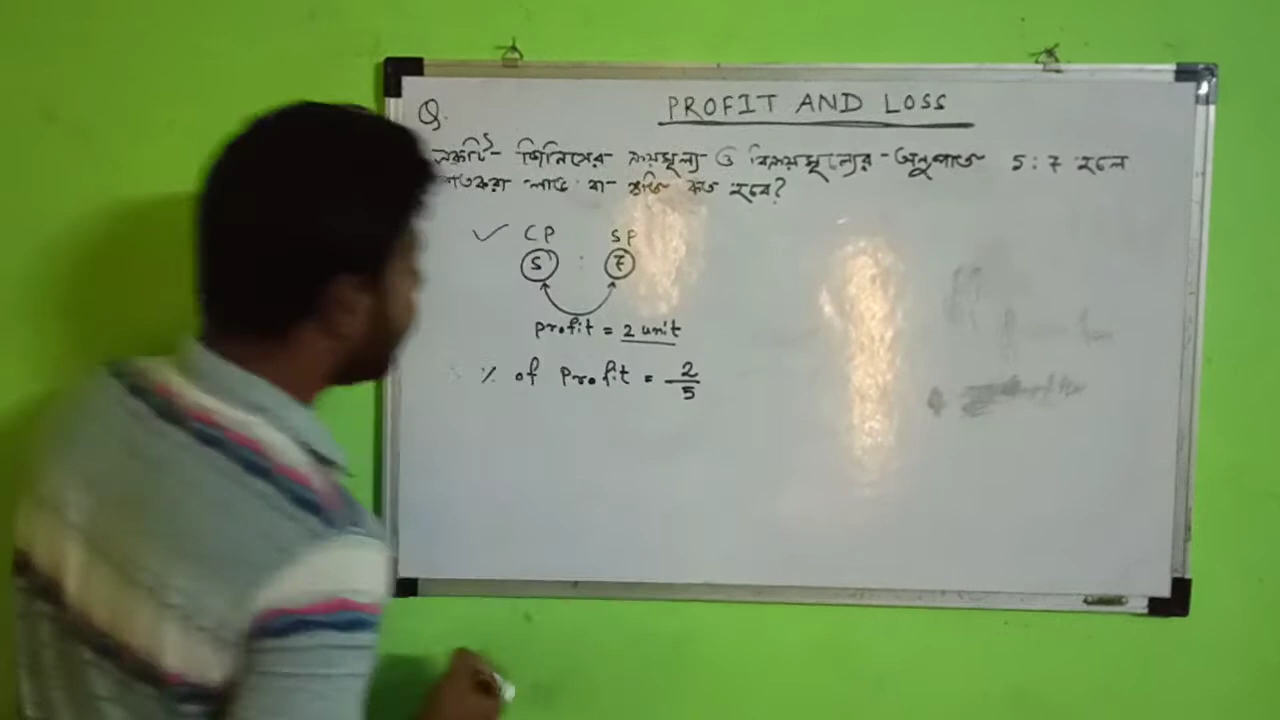 PROFIT AND LOSS
Q.
একটি জিনিসের ক্রয়মূল্য ও বিক্রয়মূল্যের অনুপাত 5 : 7 হলে
শতকরা লাভ বা ক্ষতি কত হবে?
✓ CP SP
5 : 7
Profit = 2 unit
% of Profit = 2/5